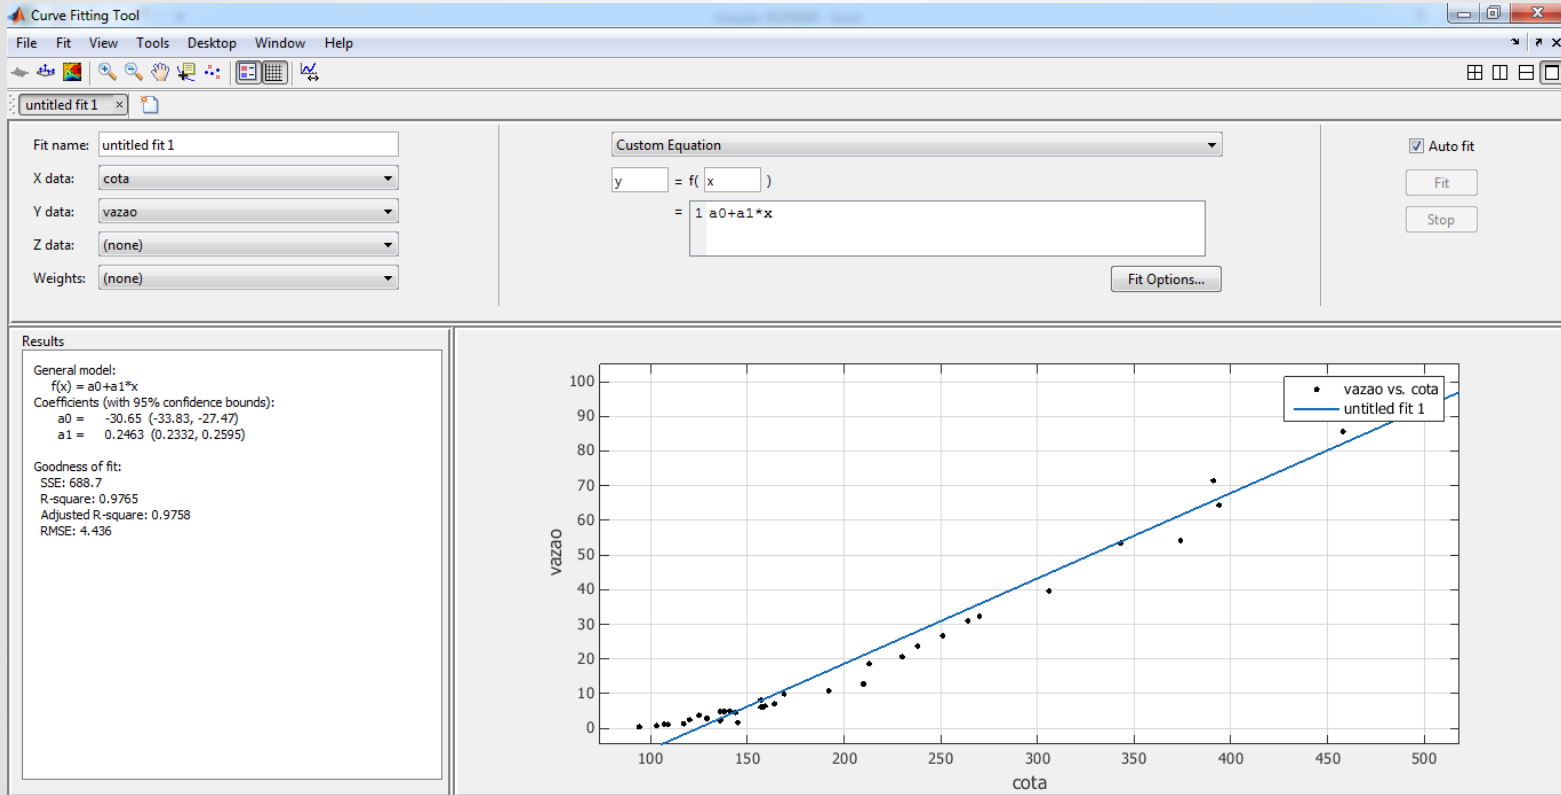 Curve Fitting Tool
File Fit View Tools Desktop Window Help
untitled fit 1
Fit name: untitled fit 1
X data: cota
Y data: vazao
Z data: (none)
Weights: (none)
Custom Equation
y = f( x )
= 1 a0+a1*x
Fit Options...
Auto fit
Fit
Stop
Results
General model:
f(x) = a0+a1*x
Coefficients (with 95% confidence bounds):
a0 = -30.65 (-33.83, -27.47)
a1 = 0.2463 (0.2332, 0.2595)
Goodness of fit:
SSE: 688.7
R-square: 0.9765
Adjusted R-square: 0.9758
RMSE: 4.436
vazao vs. cota
untitled fit 1
100
90
80
70
60
50
40
30
20
10
0
vazao
100 150 200 250 300 350 400 450 500
cota